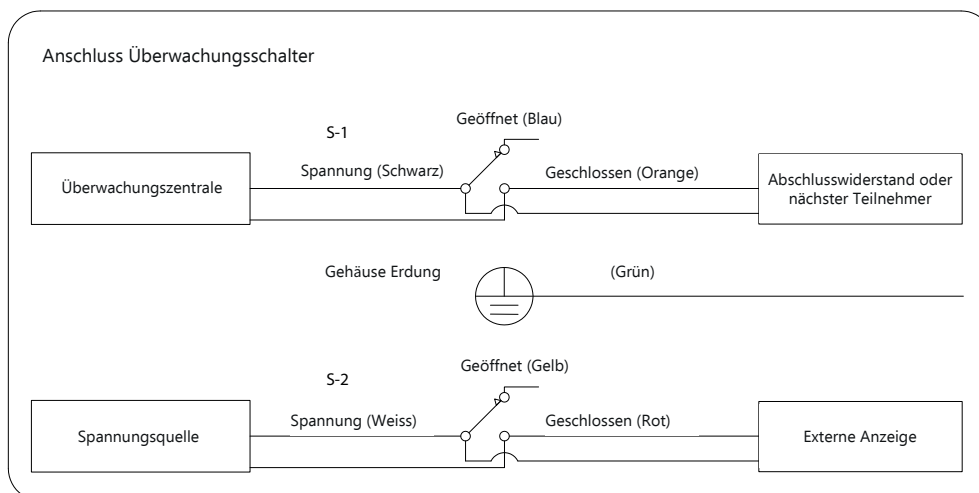 Anschluss Überwachungsschalter
Geöffnet (Blau)
S-1
Spannung (Schwarz)
Geschlossen (Orange)
Überwachungszentrale
Abschlusswiderstand oder
nächster Teilnehmer
Gehäuse Erdung
(Grün)
Geöffnet (Gelb)
S-2
Spannung (Weiss)
Geschlossen (Rot)
Spannungsquelle
Externe Anzeige